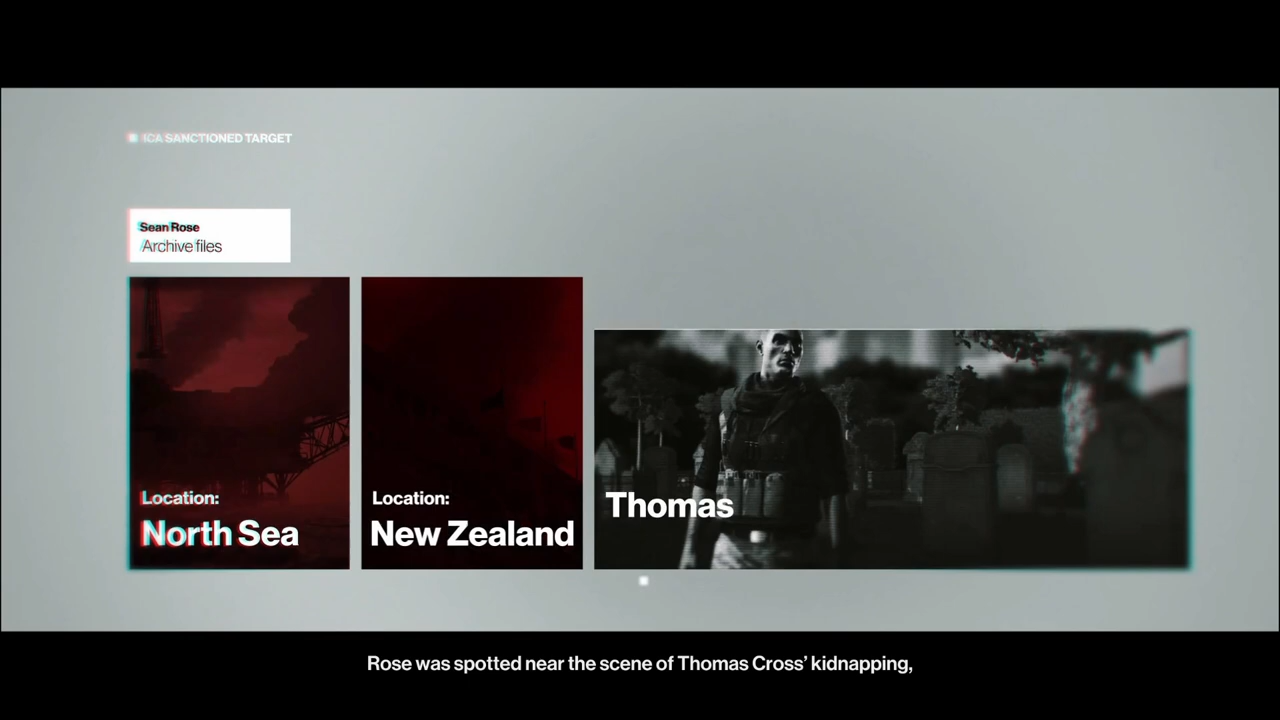 ICA SANCTIONED TARGET
Sean Rose
Archive files
Location:
North Sea
Location:
New Zealand
Thomas
Rose was spotted near the scene of Thomas Cross’ kidnapping,